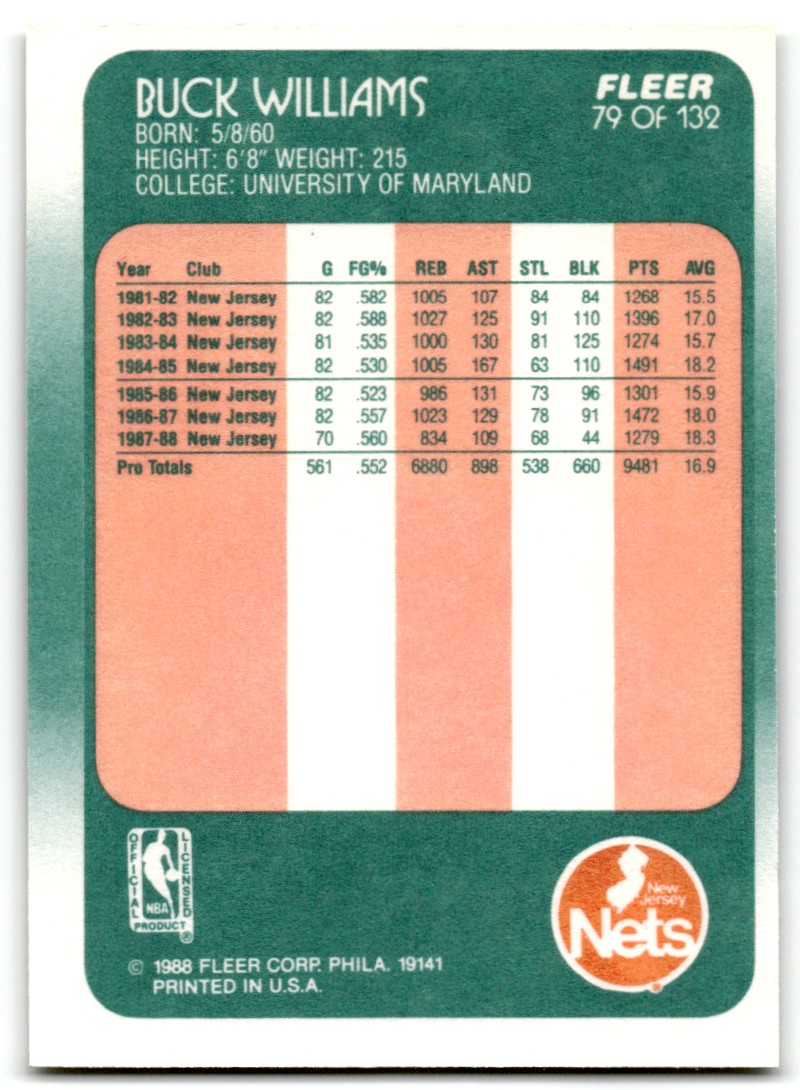 BUCK WILLIAMS
FLEER
79 OF 132
BORN: 5/8/60
HEIGHT: 6'8" WEIGHT: 215
COLLEGE: UNIVERSITY OF MARYLAND
Year Club G FG% REB AST STL BLK PTS AVG
1981-82 New Jersey 82 .582 1005 107 84 84 1268 15.5
1982-83 New Jersey 82 .588 1027 125 91 110 1396 17.0
1983-84 New Jersey 81 .535 1000 130 81 125 1274 15.7
1984-85 New Jersey 82 .530 1005 167 63 110 1491 18.2
1985-86 New Jersey 82 .523 986 131 73 96 1301 15.9
1986-87 New Jersey 82 .557 1023 129 78 91 1472 18.0
1987-88 New Jersey 70 .560 834 109 68 44 1279 18.3
Pro Totals 561 .552 6880 898 538 660 9481 16.9
OFFICIAL
LICENSED
NBA
PRODUCT
®
New
Jersey
Nets
®
© 1988 FLEER CORP. PHILA. 19141
PRINTED IN U.S.A.